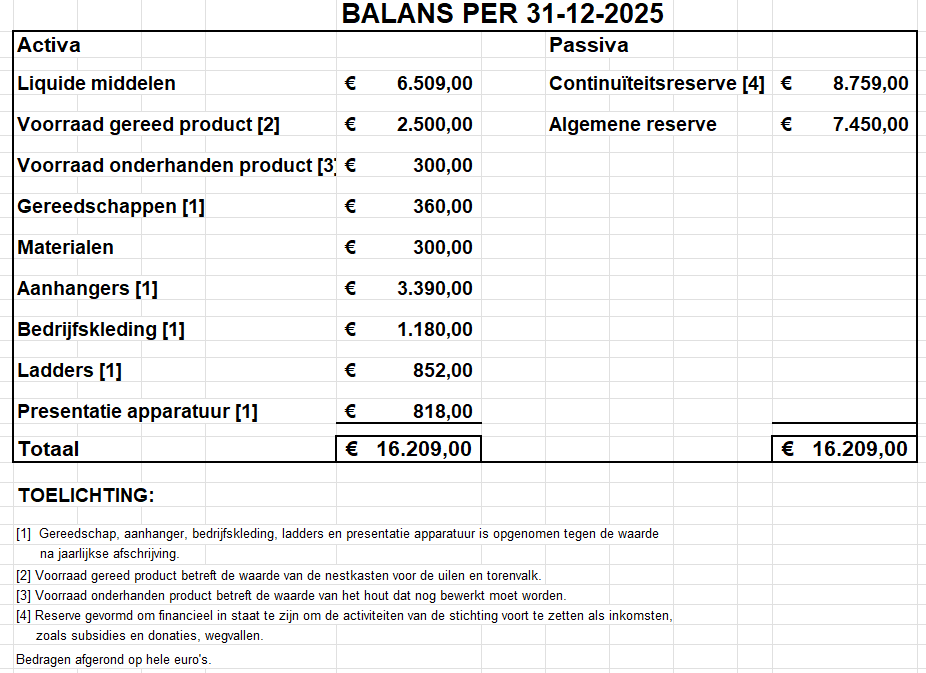 BALANS PER 31-12-2025
Activa Passiva
Liquide middelen € 6.509,00 Continuïteitsreserve [4] € 8.759,00
Voorraad gereed product [2] € 2.500,00 Algemene reserve € 7.450,00
Voorraad onderhanden product [3] € 300,00
Gereedschappen [1] € 360,00
Materialen € 300,00
Aanhangers [1] € 3.390,00
Bedrijfskleding [1] € 1.180,00
Ladders [1] € 852,00
Presentatie apparatuur [1] € 818,00
Totaal € 16.209,00 € 16.209,00
TOELICHTING:
[1] Gereedschap, aanhanger, bedrijfskleding, ladders en presentatie apparatuur is opgenomen tegen de waarde
na jaarlijkse afschrijving.
[2] Voorraad gereed product betreft de waarde van de nestkasten voor de uilen en torenvalk.
[3] Voorraad onderhanden product betreft de waarde van het hout dat nog bewerkt moet worden.
[4] Reserve gevormd om financieel in staat te zijn om de activiteiten van de stichting voort te zetten als inkomsten,
zoals subsidies en donaties, wegvallen.
Bedragen afgerond op hele euro's.